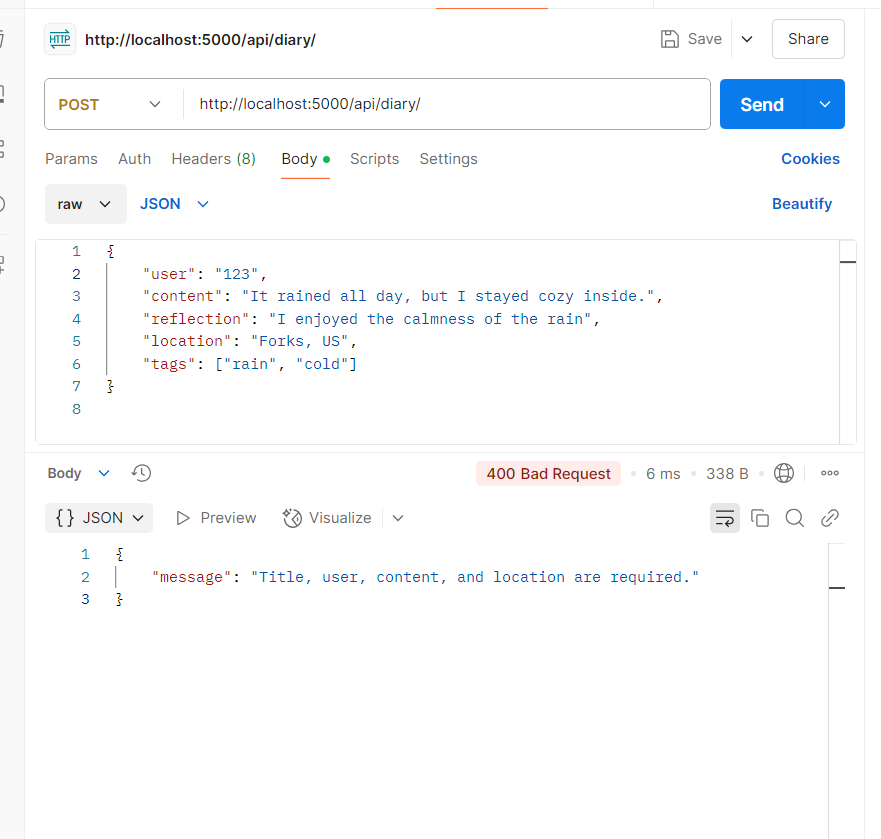 HTTP http://localhost:5000/api/diary/ Save Share
POST http://localhost:5000/api/diary/ Send
Params Auth Headers (8) Body Scripts Settings Cookies
raw JSON Beautify
1 {
2 "user": "123",
3 "content": "It rained all day, but I stayed cozy inside.",
4 "reflection": "I enjoyed the calmness of the rain",
5 "location": "Forks, US",
6 "tags": ["rain", "cold"]
7 }
8
Body 400 Bad Request • 6 ms • 338 B •
{} JSON Preview Visualize
1 {
2 "message": "Title, user, content, and location are required."
3 }